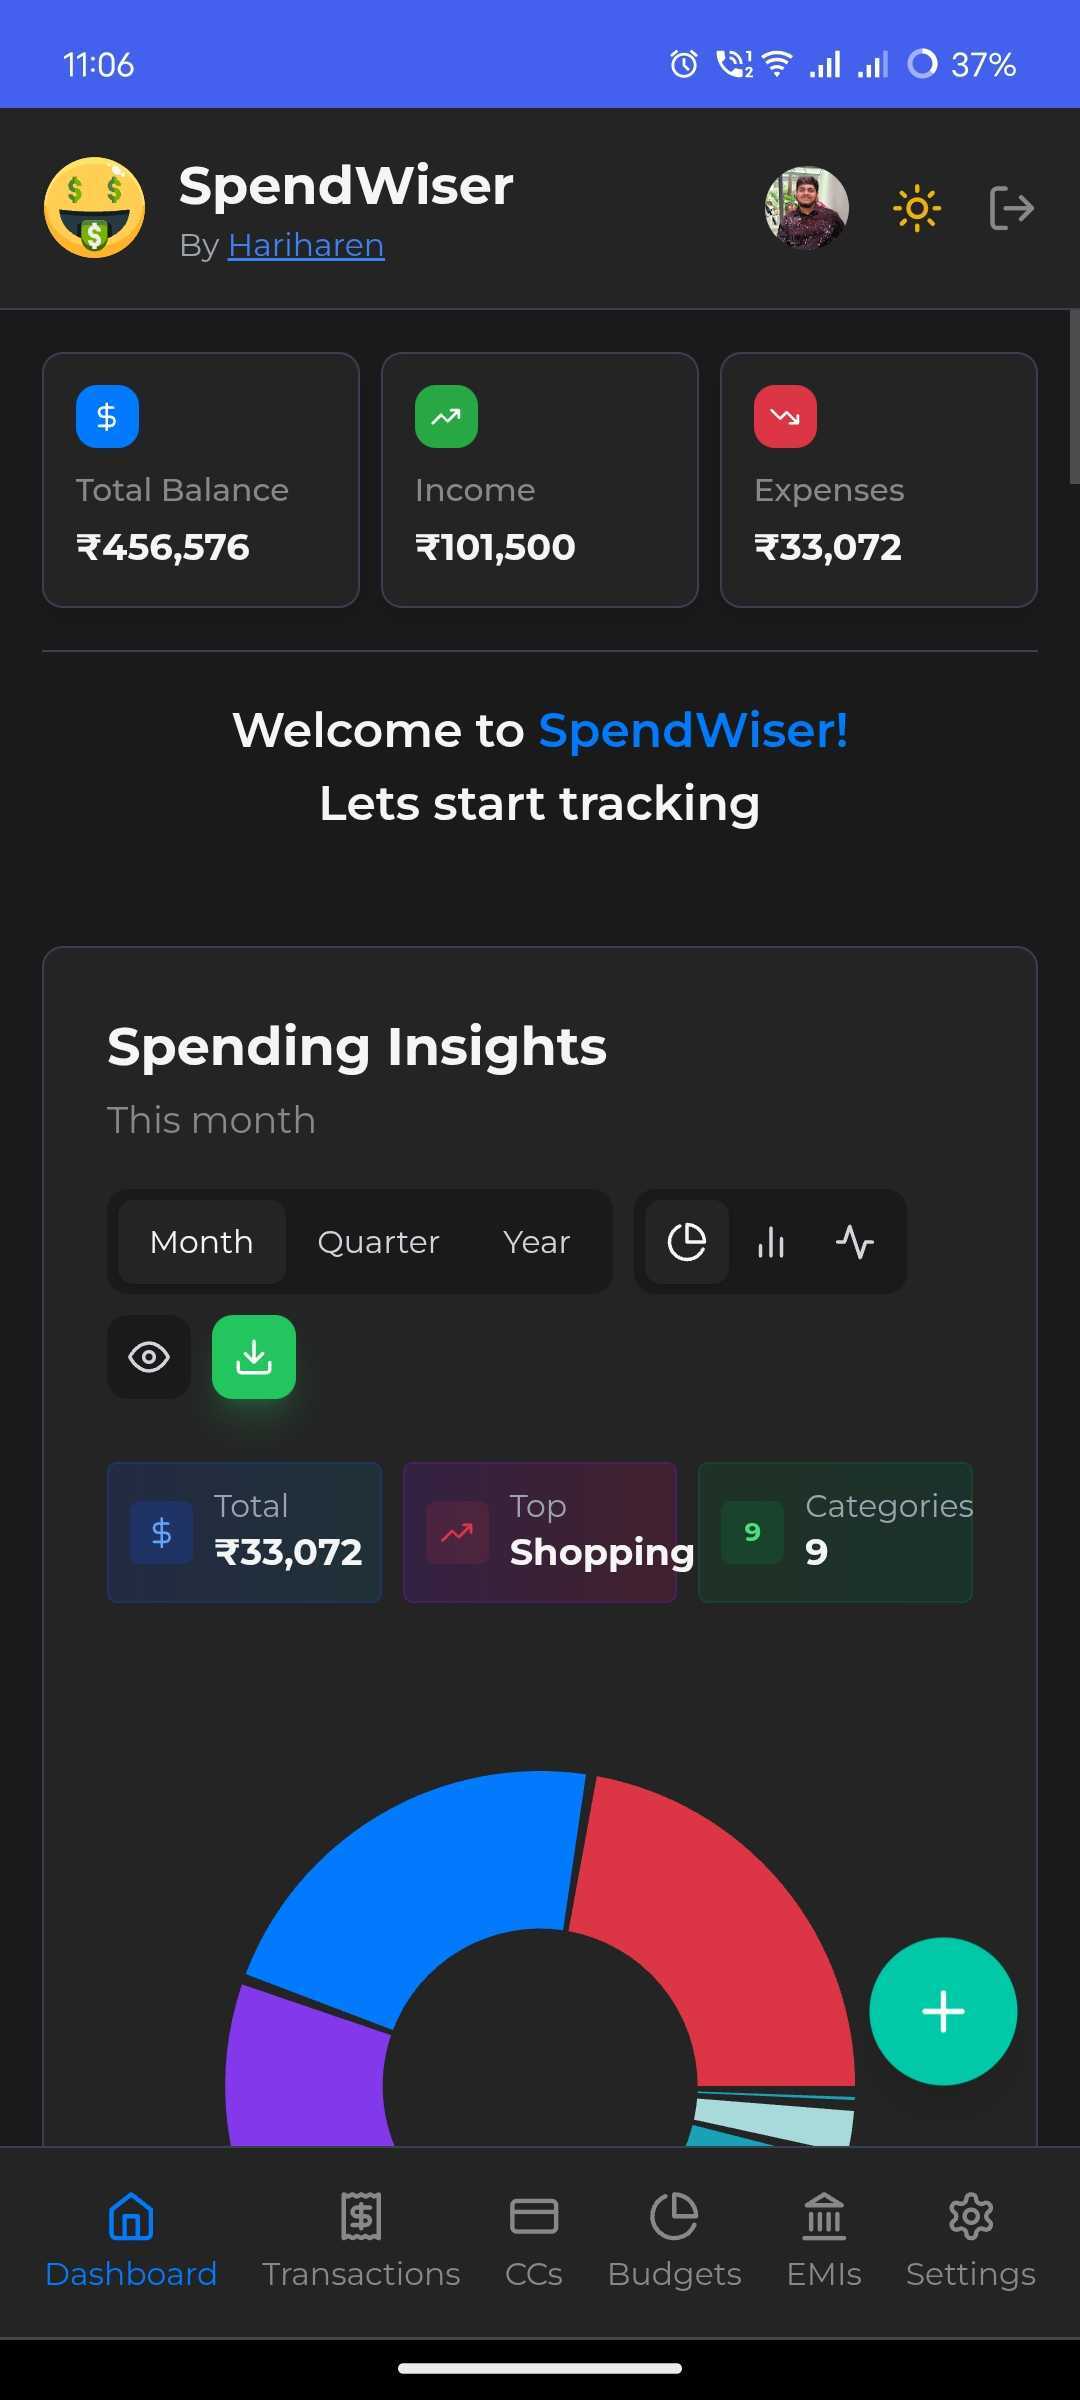 11:06
1
2
37%
SpendWiser
By Hariharen
Total Balance
₹456,576
Income
₹101,500
Expenses
₹33,072
Welcome to SpendWiser!
Lets start tracking
Spending Insights
This month
Month Quarter Year
Total
₹33,072
Top
Shopping
9
Categories
9
Dashboard Transactions CCs Budgets EMIs Settings